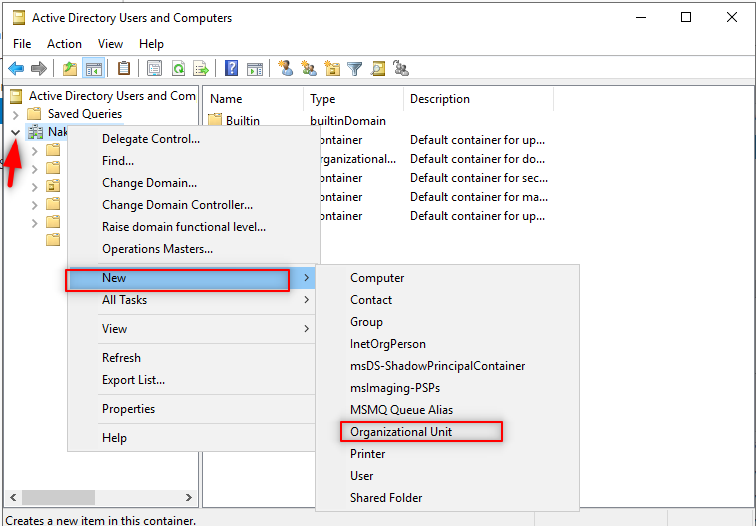 Active Directory Users and Computers
File Action View Help
Active Directory Users and Com
Saved Queries
Nak
Name Type Description
Builtin builtinDomain
ontainer Default container for up...
rganizational... Default container for do...
ontainer Default container for sec...
ontainer Default container for ma...
ontainer Default container for up...
Delegate Control...
Find...
Change Domain...
Change Domain Controller...
Raise domain functional level...
Operations Masters...
New
All Tasks
View
Refresh
Export List...
Properties
Help
Computer
Contact
Group
InetOrgPerson
msDS-ShadowPrincipalContainer
msImaging-PSPs
MSMQ Queue Alias
Organizational Unit
Printer
User
Shared Folder
Creates a new item in this container.